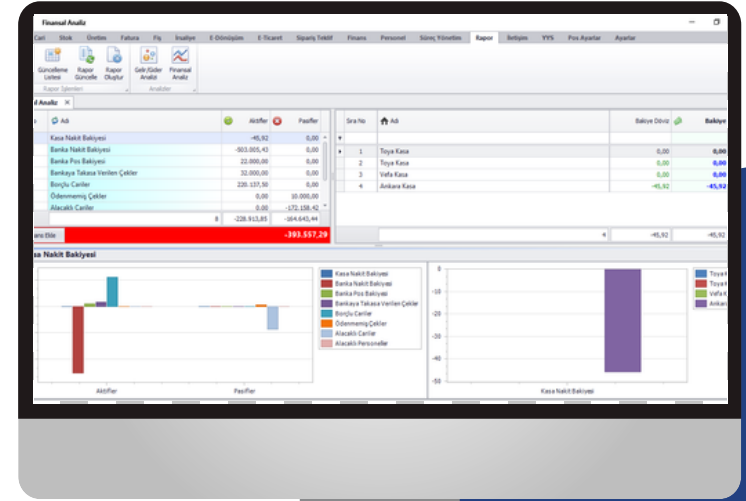 Finansal Analiz
Cari Stok Üretim Fatura Fiş İrsaliye E-Dönüşüm E-Ticaret Sipariş Teklif Finans Personel Süreç Yönetim Rapor İletişim YYS Pos Ayarlar Ayarlar
Güncelleme Listesi
Rapor Güncelle
Rapor Oluştur
Gelir/Gider Analizi
Finansal Analiz
Rapor İşlemleri Analizler
l Analiz
Adı Aktifler Pasifler
Kasa Nakit Bakiyesi -45,92 0,00
Banka Nakit Bakiyesi -503.005,43 0,00
Banka Pos Bakiyesi 22.000,00 0,00
Bankaya Takasa Verilen Çekler 32.000,00 0,00
Borçlu Cariler 220.137,50 0,00
Ödenmemiş Çekler 0,00 10.000,00
Alacaklı Cariler 0,00 -172.158,42
8 -228.913,85 -164.643,44
ans Ekle -393.557,29
Sıra No Adı Bakiye Döviz Bakiye
1 Toya Kasa 0,00 0,00
2 Toya Kasa 0,00 0,00
3 Vefa Kasa 0,00 0,00
4 Ankara Kasa -45,92 -45,92
4 -45,92 -45,92
sa Nakit Bakiyesi
Kasa Nakit Bakiyesi
Banka Nakit Bakiyesi
Banka Pos Bakiyesi
Bankaya Takasa Verilen Çekler
Borçlu Cariler
Ödenmemiş Çekler
Alacaklı Cariler
Alacaklı Personeller
Aktifler Pasifler
0
-10
-20
-30
-40
-50
Kasa Nakit Bakiyesi
Toya K
Toya K
Vefa K
Ankara